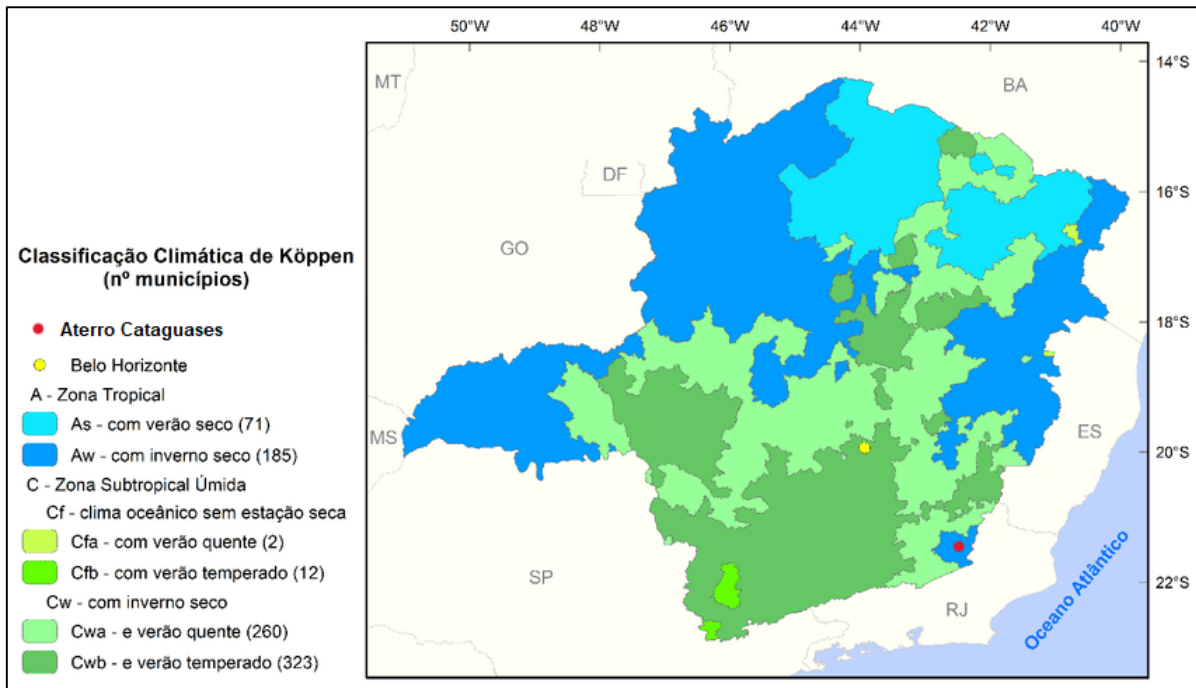 50°W 48°W 46°W 44°W 42°W 40°W
14°S
MT
BA
DF
16°S
GO
Classificação Climática de Köppen
(nº municípios)
18°S
Aterro Cataguases
Belo Horizonte
A - Zona Tropical
As - com verão seco (71)
MS
ES
Aw - com inverno seco (185)
20°S
C - Zona Subtropical Úmida
Cf - clima oceânico sem estação seca
Cfa - com verão quente (2)
SP
Cfb - com verão temperado (12)
22°S
RJ
Oceano Atlântico
Cw - com inverno seco
Cwa - e verão quente (260)
Cwb - e verão temperado (323)